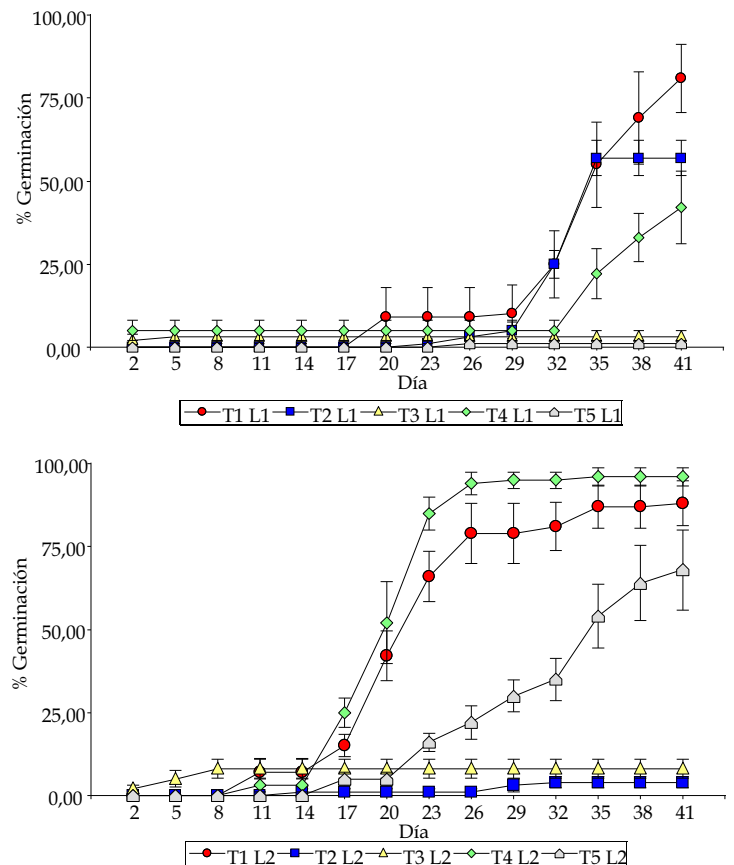 100,00
75,00
50,00
25,00
0,00
% Germinación
2 5 8 11 14 17 20 23 26 29 32 35 38 41
Día
T1 L1 T2 L1 T3 L1 T4 L1 T5 L1
100,00
75,00
50,00
25,00
0,00
% Germinación
2 5 8 11 14 17 20 23 26 29 32 35 38 41
Día
T1 L2 T2 L2 T3 L2 T4 L2 T5 L2